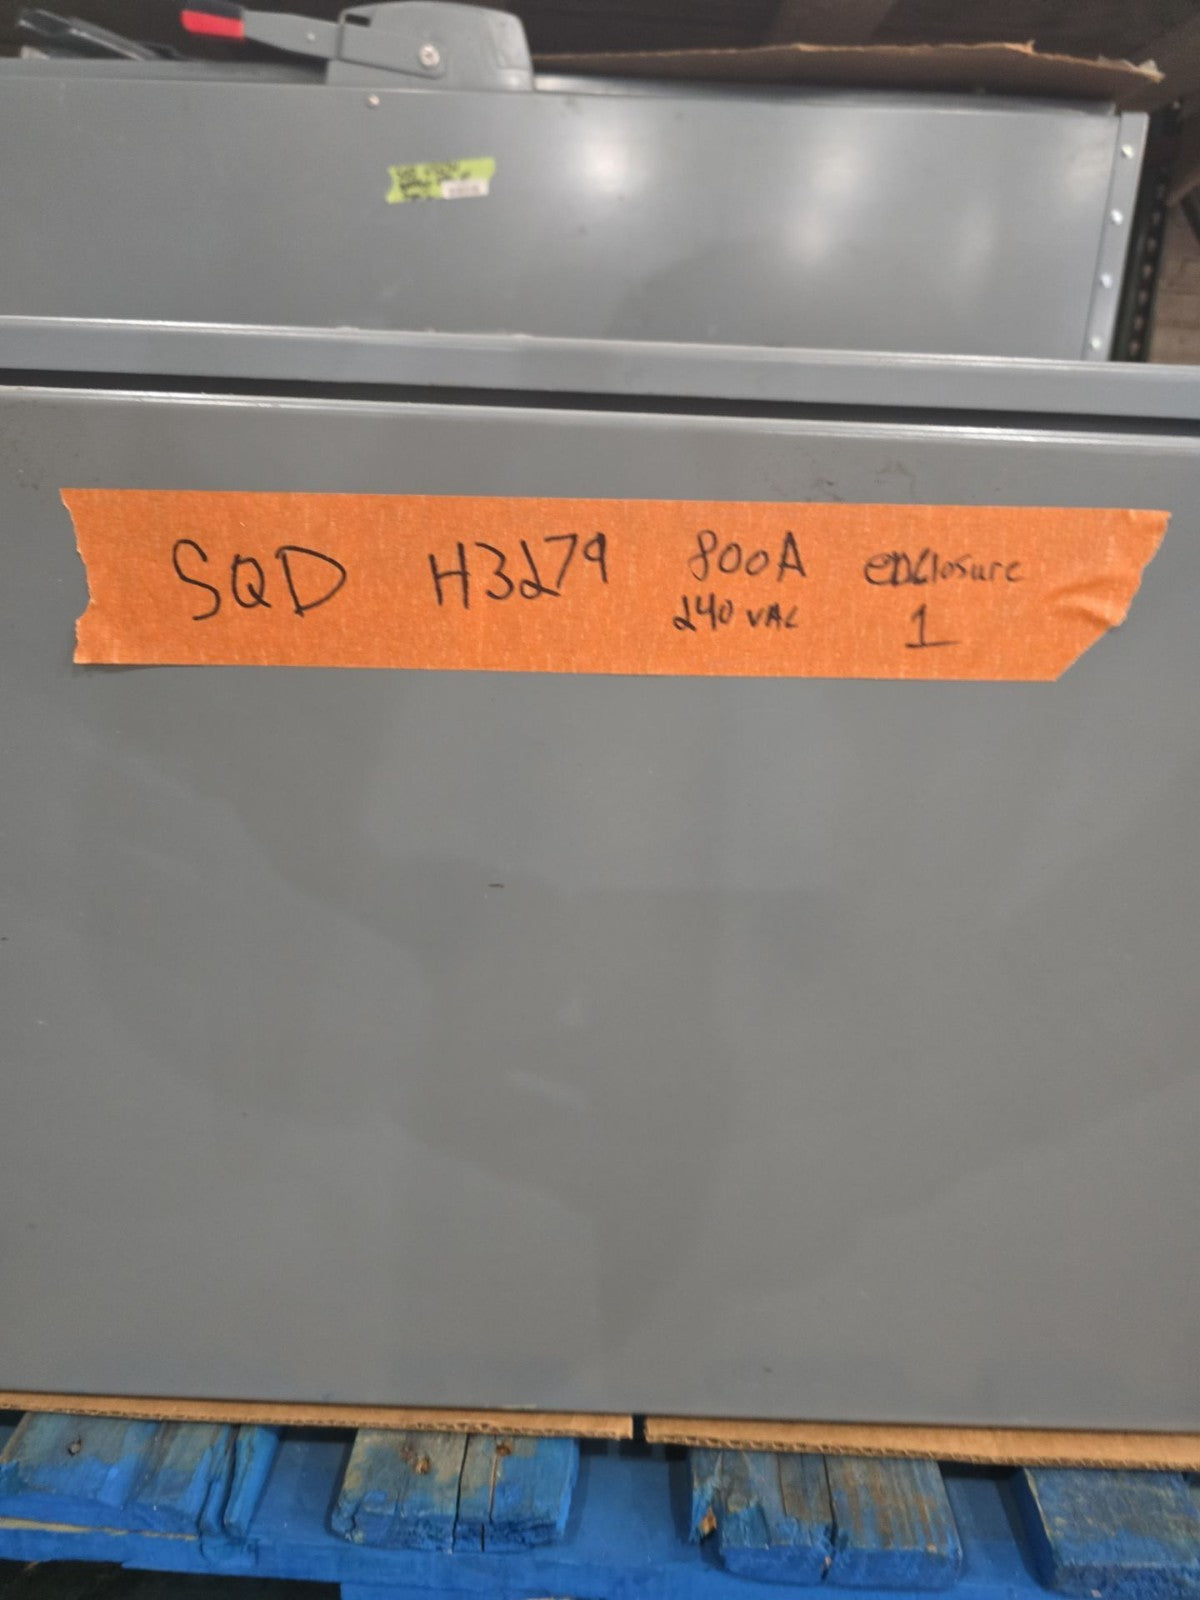 SQD H3279 800A enclosure
240 VAC 1